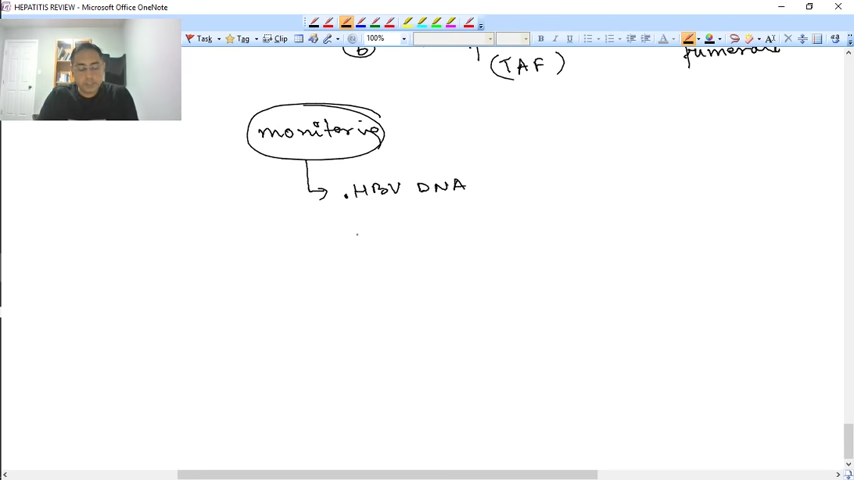 HEPATITIS REVIEW - Microsoft Office OneNote
Task Tag Clip 100%
B I U
(TAF)
monitoring
.HBV DNA